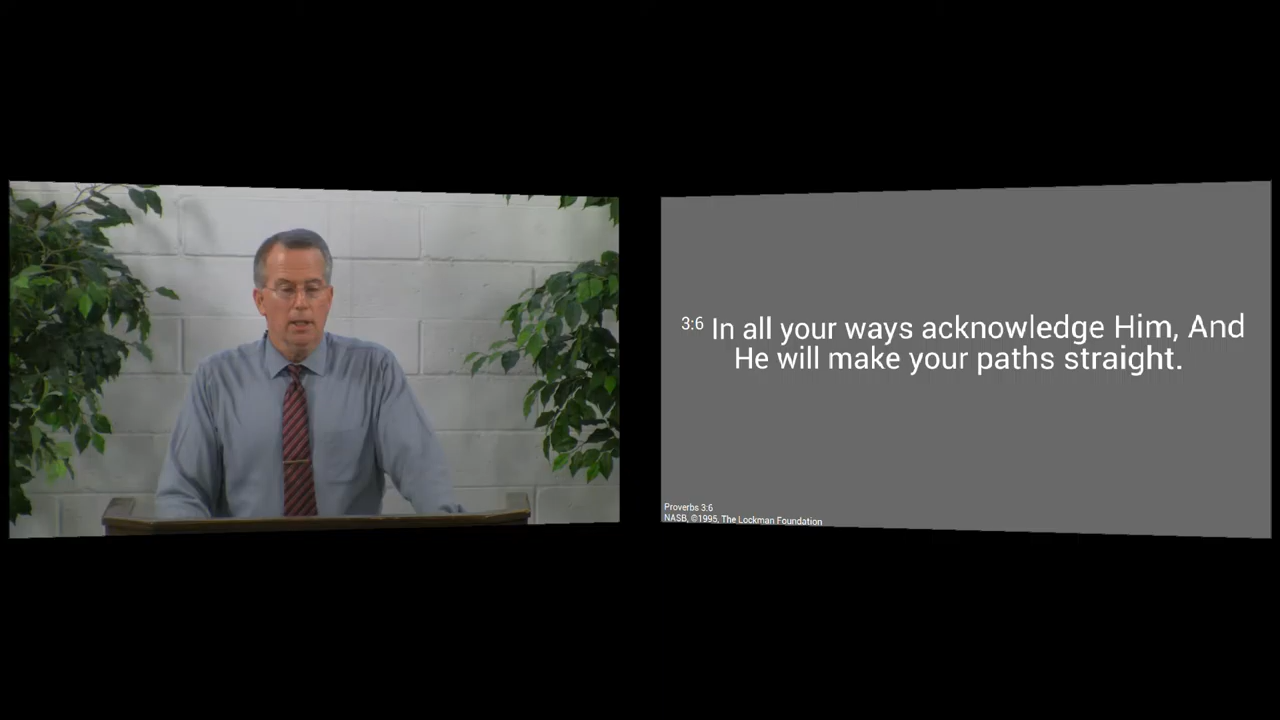 3:6 In all your ways acknowledge Him, And
He will make your paths straight.
Proverbs 3:6
NASB, ©1995, The Lockman Foundation